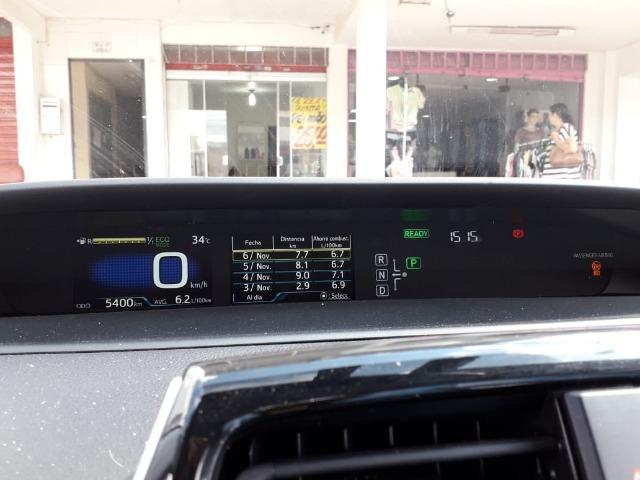 R ECO MODE 34°C
0 km/h
ODO 5400km AVG. 6.2 L/100km
Fecha Distancia km Ahorro combust. L/100km
6/ Nov. 7.7 6.7
5/ Nov. 8.1 6.7
4/ Nov. 9.0 7.1
3/ Nov. 2.9 6.9
Al día : Select.
READY 15:15 P
R
N P
D
PASSENGER AIRBAG